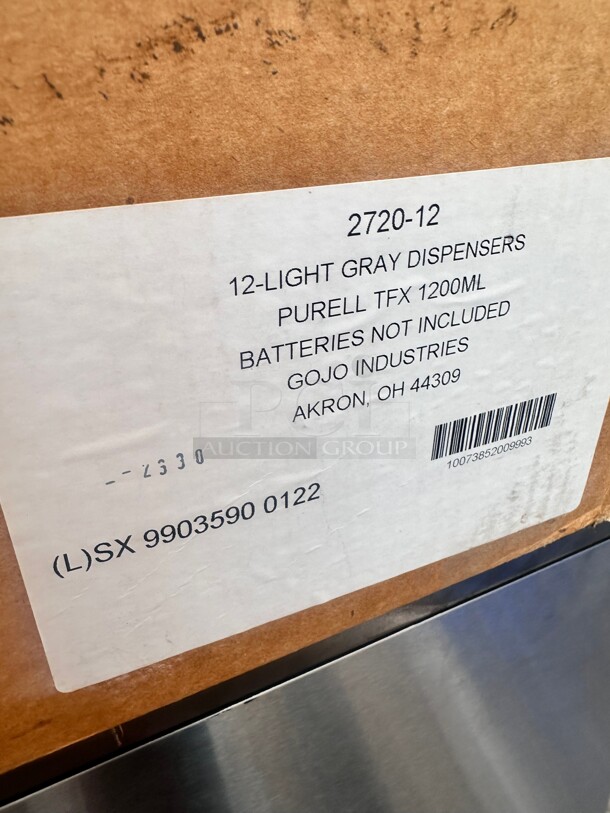 2720-12
12-LIGHT GRAY DISPENSERS
PURELL TFX 1200ML
BATTERIES NOT INCLUDED
GOJO INDUSTRIES
AKRON, OH 44309
PCI
AUCTION GROUP
10073852009993
(L)SX 9903590 0122